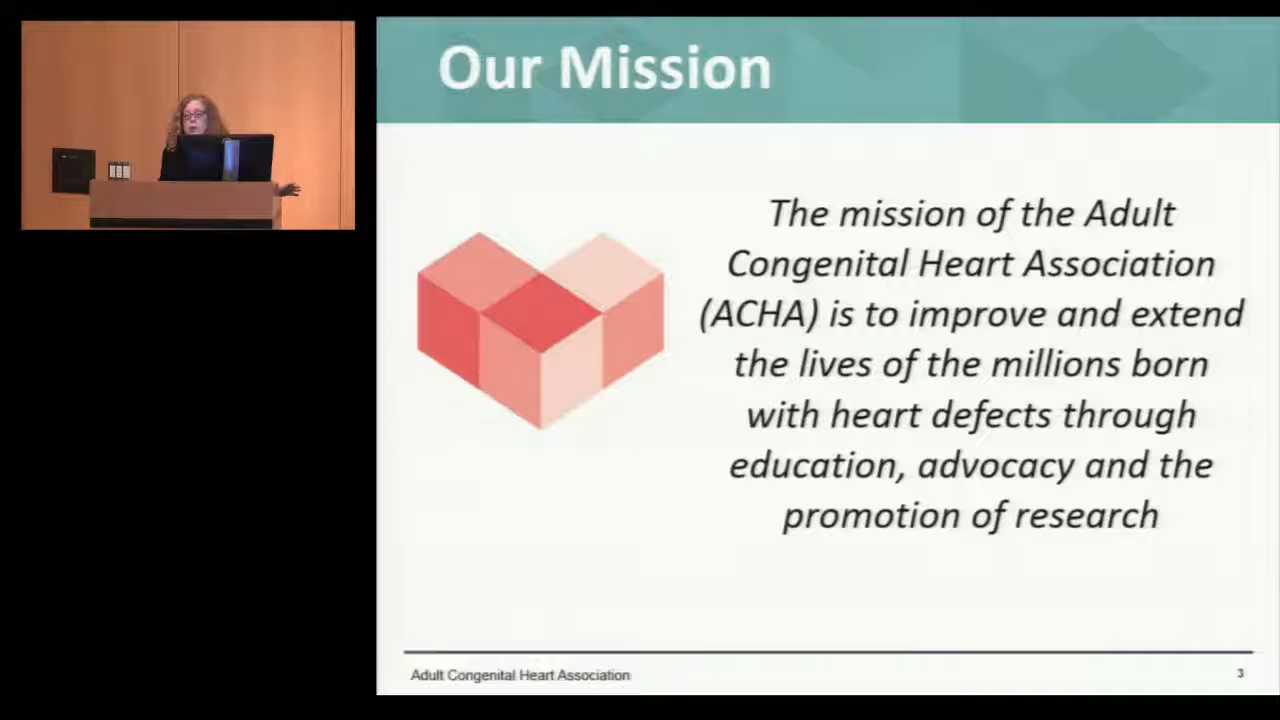 Our Mission
The mission of the Adult
Congenital Heart Association
(ACHA) is to improve and extend
the lives of the millions born
with heart defects through
education, advocacy and the
promotion of research
Adult Congenital Heart Association
3